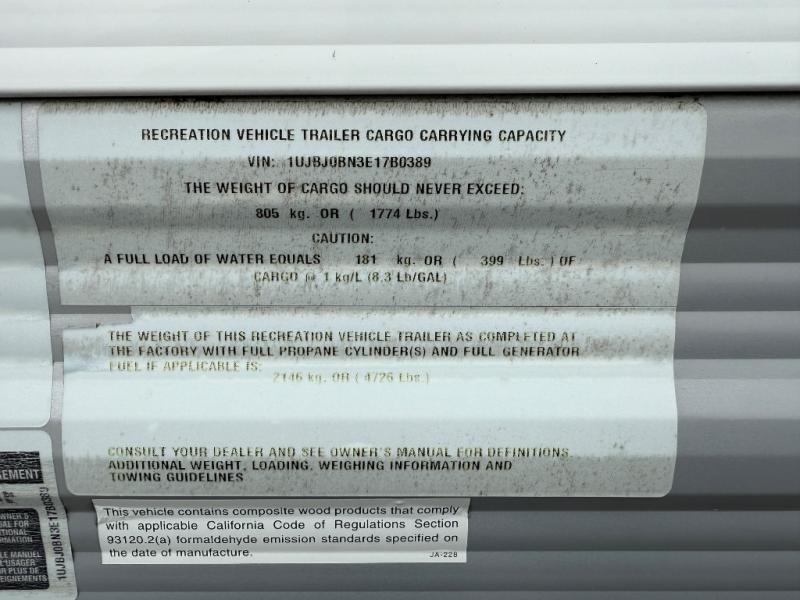 RECREATION VEHICLE TRAILER CARGO CARRYING CAPACITY
VIN: 1UJBJ0BN3E17B0389
THE WEIGHT OF CARGO SHOULD NEVER EXCEED:
805 kg. OR ( 1774 Lbs.)
CAUTION:
A FULL LOAD OF WATER EQUALS 181 kg. OR ( 399 Lbs. ) OF
CARGO @ 1 kg/L (8.3 Lb/GAL)
THE WEIGHT OF THIS RECREATION VEHICLE TRAILER AS COMPLETED AT
THE FACTORY WITH FULL PROPANE CYLINDER(S) AND FULL GENERATOR
FUEL IF APPLICABLE IS:
2146 kg. OR ( 4726 Lbs.)
CONSULT YOUR DEALER AND SEE OWNER'S MANUAL FOR DEFINITIONS,
ADDITIONAL WEIGHT, LOADING, WEIGHING INFORMATION AND
TOWING GUIDELINES
This vehicle contains composite wood products that comply
with applicable California Code of Regulations Section
93120.2(a) formaldehyde emission standards specified on
the date of manufacture.
JA-228
1UJBJ0BN3E17B0389